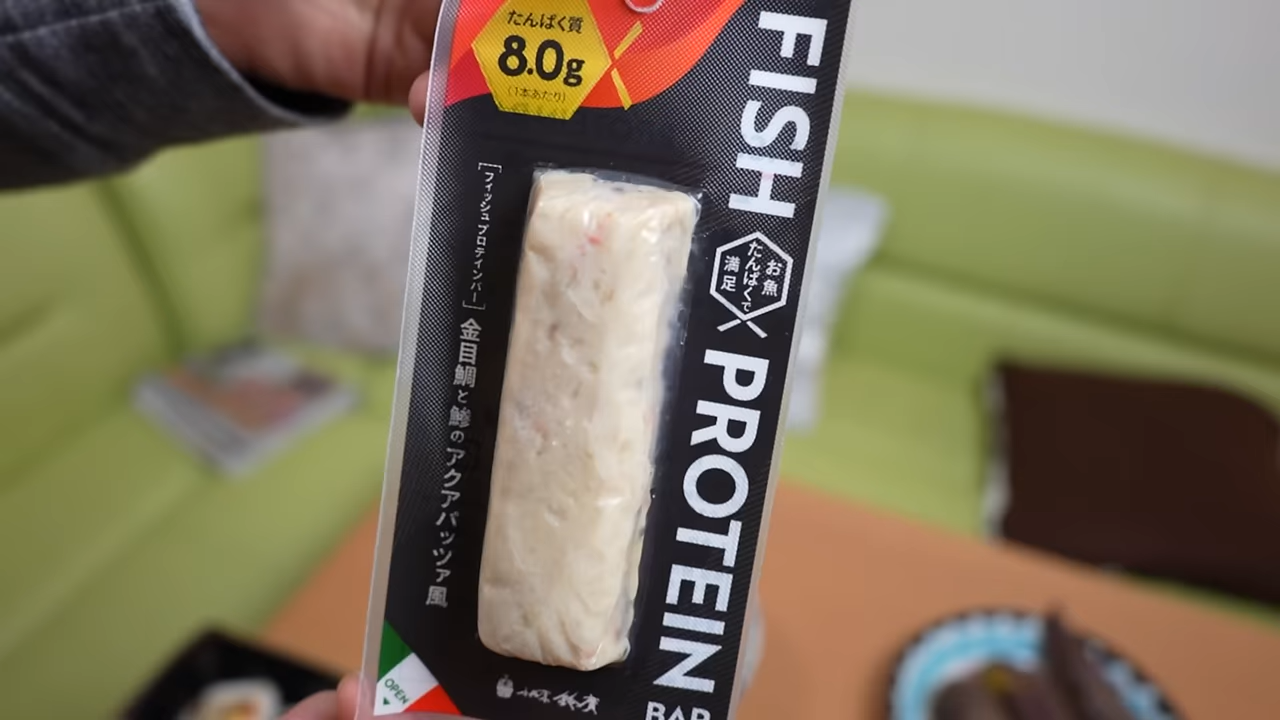 たんぱく質
8.0g
(1本あたり)
FISH
お魚
たんぱくで
満足
PROTEIN
BAR
[フィッシュプロテインバー]
金目鯛と鯵のアクアパッツァ風
OPEN
鈴廣